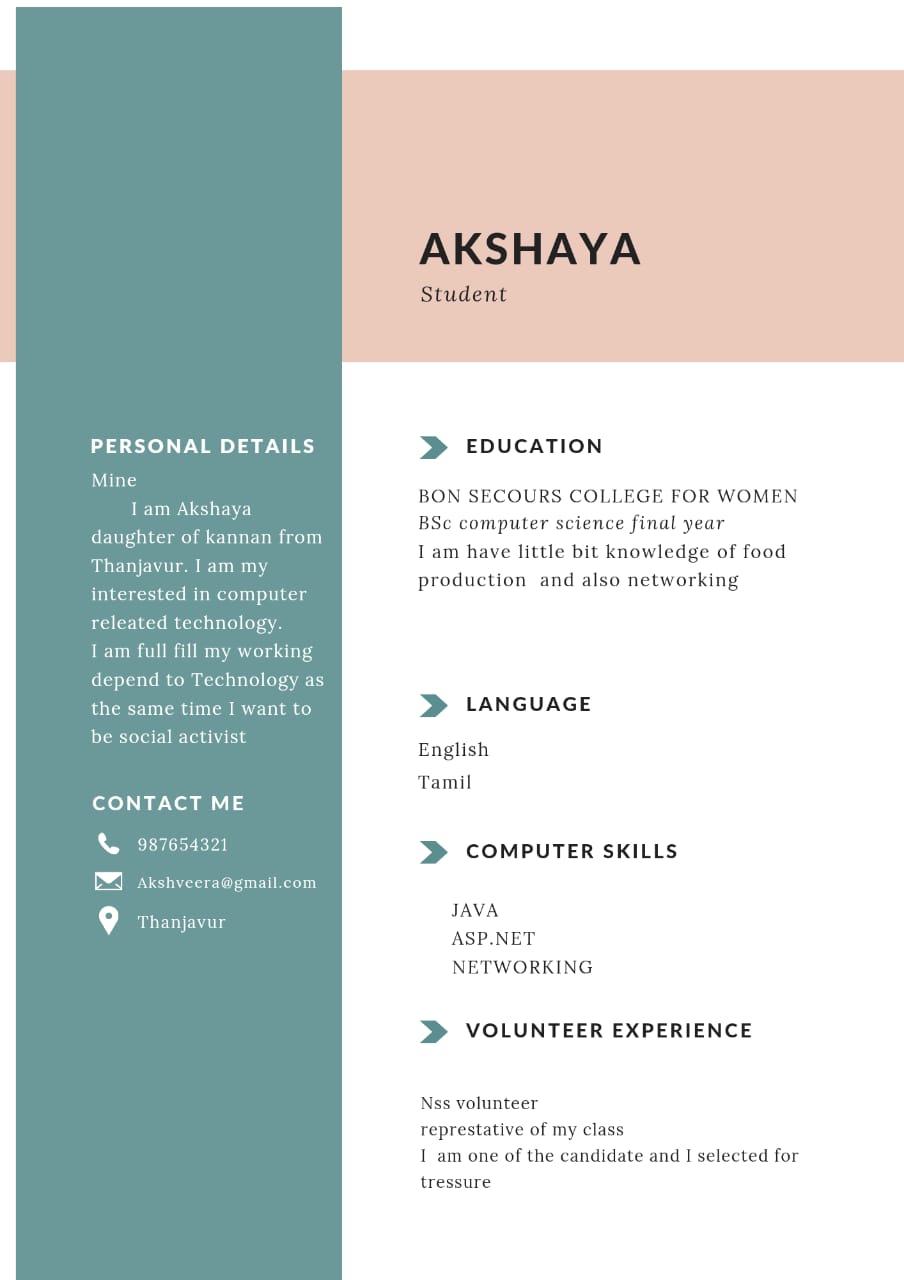 AKSHAYA
Student
PERSONAL DETAILS
Mine
I am Akshaya
daughter of kannan from
Thanjavur. I am my
interested in computer
releated technology.
I am full fill my working
depend to Technology as
the same time I want to
be social activist
CONTACT ME
987654321
Akshveera@gmail.com
Thanjavur
EDUCATION
BON SECOURS COLLEGE FOR WOMEN
BSc computer science final year
I am have little bit knowledge of food
production and also networking
LANGUAGE
English
Tamil
COMPUTER SKILLS
JAVA
ASP.NET
NETWORKING
VOLUNTEER EXPERIENCE
Nss volunteer
represtative of my class
I am one of the candidate and I selected for
tressure